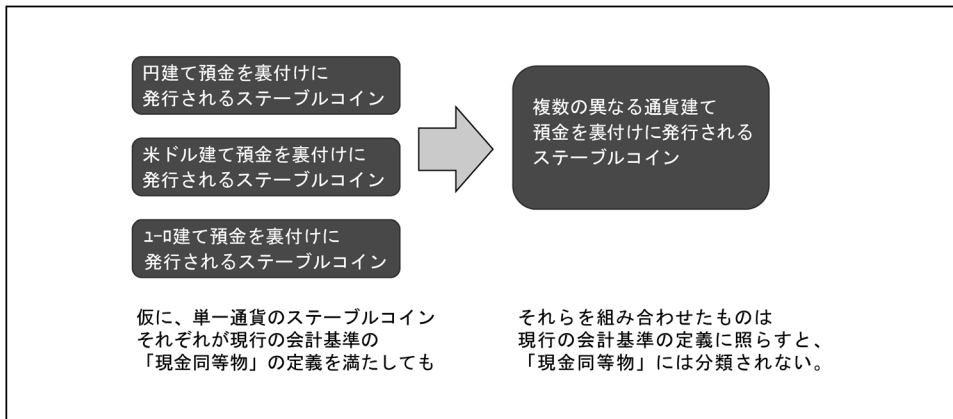 円建て預金を裏付けに
発行されるステーブルコイン
米ドル建て預金を裏付けに
発行されるステーブルコイン
ﾕｰﾛ建て預金を裏付けに
発行されるステーブルコイン
複数の異なる通貨建て
預金を裏付けに発行される
ステーブルコイン
仮に、単一通貨のステーブルコイン
それぞれが現行の会計基準の
「現金同等物」の定義を満たしても
それらを組み合わせたものは
現行の会計基準の定義に照らすと、
「現金同等物」には分類されない。